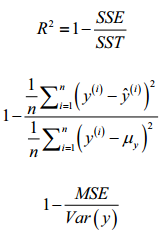 R² = 1 − SSE / SST
1 − (1/n ∑ᵢ₌₁ⁿ (y⁽ⁱ⁾ − ŷ⁽ⁱ⁾)²) / (1/n ∑ᵢ₌₁ⁿ (y⁽ⁱ⁾ − μ_y)²)
1 − MSE / Var(y)